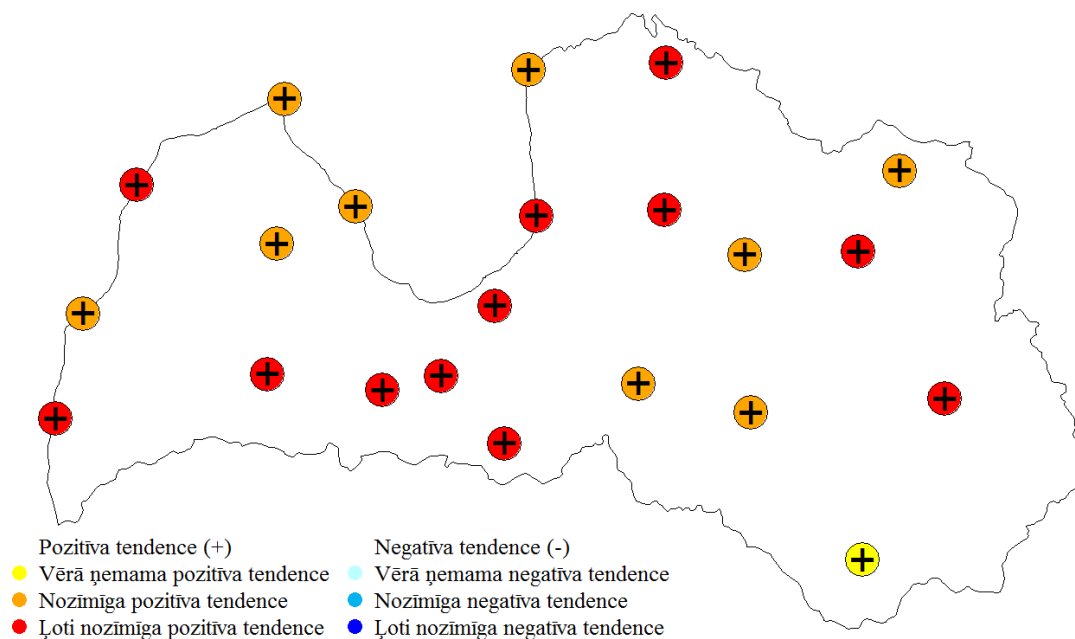 Pozitīva tendence (+)
Vērā ņemama pozitīva tendence
Nozīmīga pozitīva tendence
Ļoti nozīmīga pozitīva tendence
Negatīva tendence (-)
Vērā ņemama negatīva tendence
Nozīmīga negatīva tendence
Ļoti nozīmīga negatīva tendence